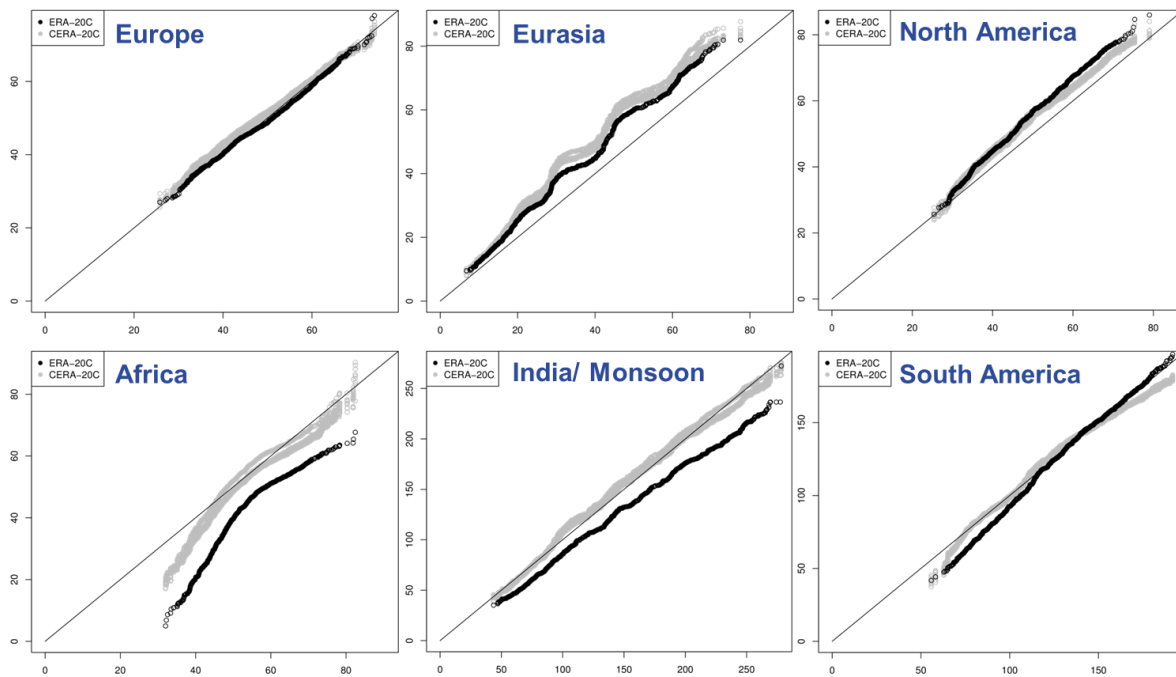 ERA-20C
CERA-20C
Europe
60
40
20
0
0 20 40 60
ERA-20C
CERA-20C
Eurasia
80
60
40
20
0
0 20 40 60 80
ERA-20C
CERA-20C
North America
80
60
40
20
0
0 20 40 60 80
ERA-20C
CERA-20C
Africa
80
60
40
20
0
0 20 40 60 80
ERA-20C
CERA-20C
India/ Monsoon
250
200
150
100
50
0
0 50 100 150 200 250
ERA-20C
CERA-20C
South America
150
100
50
0
0 50 100 150